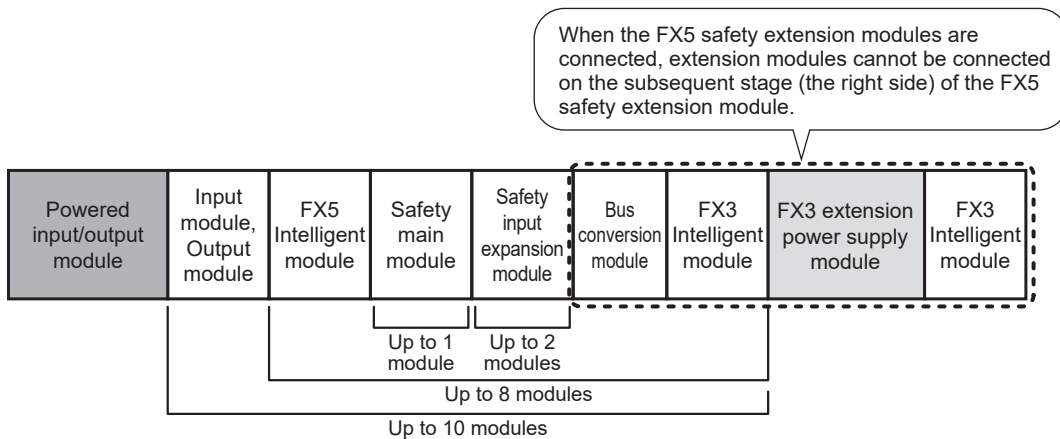 When the FX5 safety extension modules are
connected, extension modules cannot be connected
on the subsequent stage (the right side) of the FX5
safety extension module.
Powered
input/output
module
Input
module,
Output
module
FX5
Intelligent
module
Safety
main
module
Safety
input
expansion
module
Bus
conversion
module
FX3
Intelligent
module
FX3 extension
power supply
module
FX3
Intelligent
module
Up to 1
module
Up to 2
modules
Up to 8 modules
Up to 10 modules